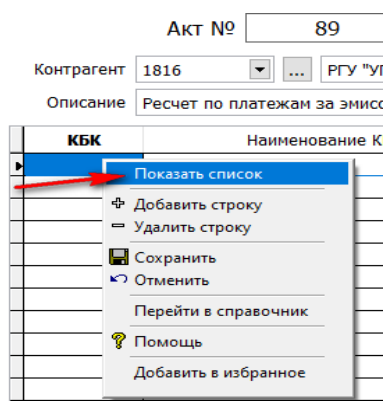 Акт № 89
Контрагент 1816 ... РГУ "УГ
Описание Ресчет по платежам за эмисс
КБК Наименование К
Показать список
Добавить строку
Удалить строку
Сохранить
Отменить
Перейти в справочник
Помощь
Добавить в избранное